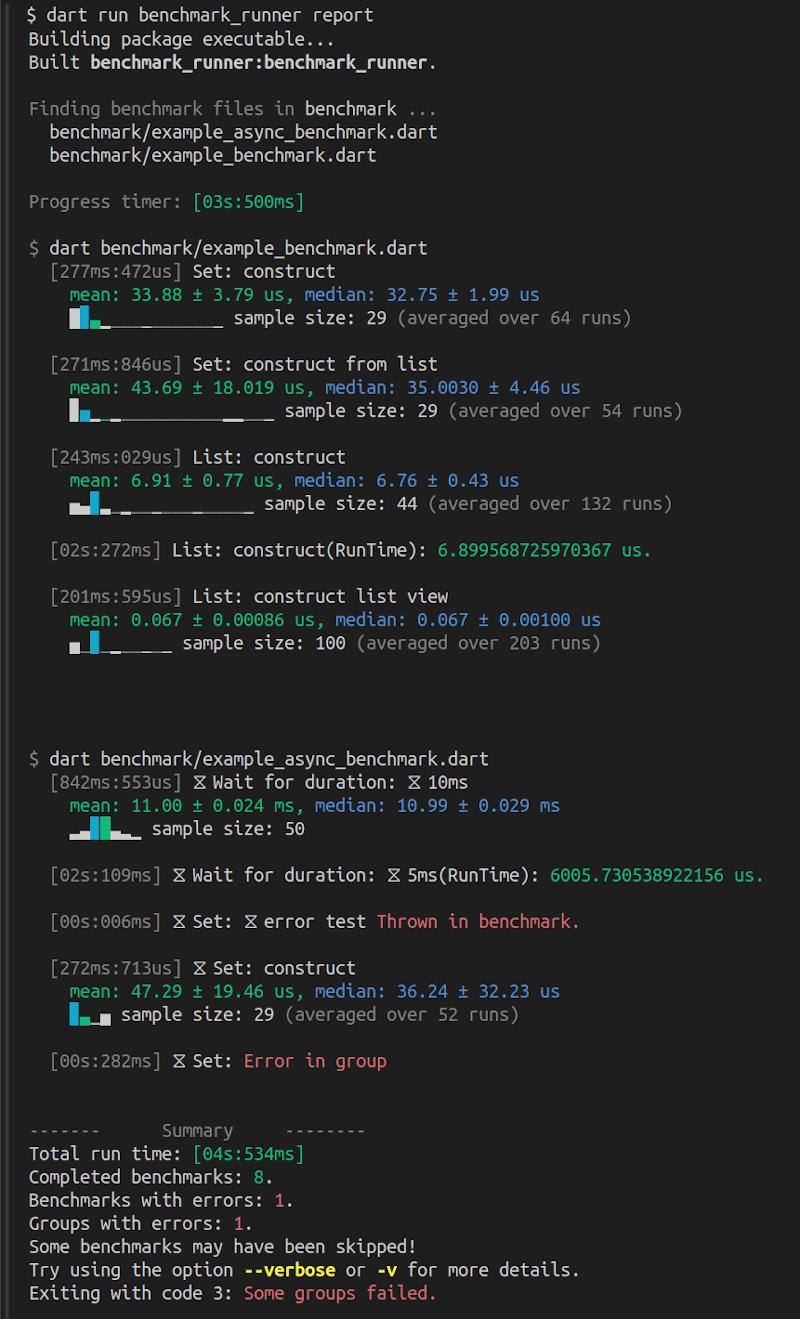 $ dart run benchmark_runner report
Building package executable...
Built benchmark_runner:benchmark_runner.
Finding benchmark files in benchmark ...
benchmark/example_async_benchmark.dart
benchmark/example_benchmark.dart
Progress timer: [03s:500ms]
$ dart benchmark/example_benchmark.dart
[277ms:472us] Set: construct
mean: 33.88 ± 3.79 us, median: 32.75 ± 1.99 us
sample size: 29 (averaged over 64 runs)
[271ms:846us] Set: construct from list
mean: 43.69 ± 18.019 us, median: 35.0030 ± 4.46 us
sample size: 29 (averaged over 54 runs)
[243ms:029us] List: construct
mean: 6.91 ± 0.77 us, median: 6.76 ± 0.43 us
sample size: 44 (averaged over 132 runs)
[02s:272ms] List: construct(RunTime): 6.899568725970367 us.
[201ms:595us] List: construct list view
mean: 0.067 ± 0.00086 us, median: 0.067 ± 0.00100 us
sample size: 100 (averaged over 203 runs)
$ dart benchmark/example_async_benchmark.dart
[842ms:553us] ⧖ Wait for duration: ⧖ 10ms
mean: 11.00 ± 0.024 ms, median: 10.99 ± 0.029 ms
sample size: 50
[02s:109ms] ⧖ Wait for duration: ⧖ 5ms(RunTime): 6005.730538922156 us.
[00s:006ms] ⧖ Set: ⧖ error test Thrown in benchmark.
[272ms:713us] ⧖ Set: construct
mean: 47.29 ± 19.46 us, median: 36.24 ± 32.23 us
sample size: 29 (averaged over 52 runs)
[00s:282ms] ⧖ Set: Error in group
------- Summary --------
Total run time: [04s:534ms]
Completed benchmarks: 8.
Benchmarks with errors: 1.
Groups with errors: 1.
Some benchmarks may have been skipped!
Try using the option --verbose or -v for more details.
Exiting with code 3: Some groups failed.